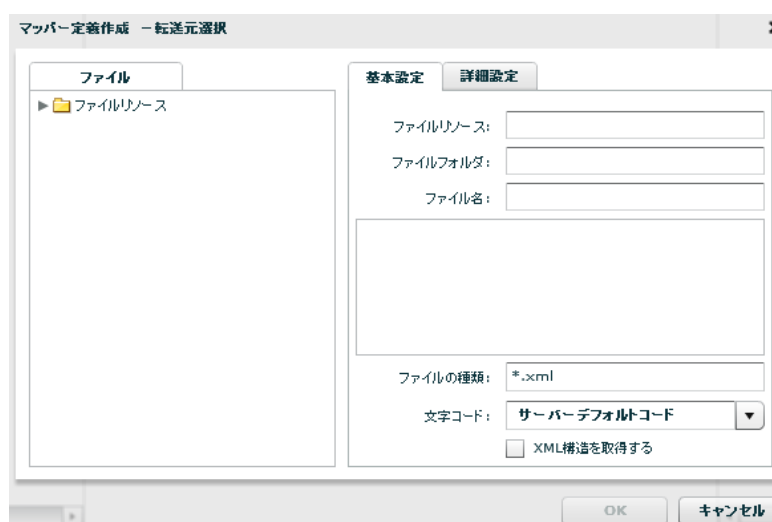 マッパー定義作成 －転送元選択
ファイル
ファイルリソース
基本設定 詳細設定
ファイルリソース:
ファイルフォルダ:
ファイル名:
ファイルの種類: *.xml
文字コード: サーバーデフォルトコード
XML構造を取得する
OK キャンセル